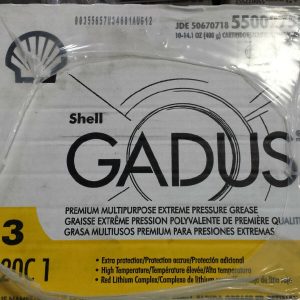 00355657U34601AUG12
JDE 50670718
5500
10-14.1 OZ (400 g)
Shell
GADUS
PREMIUM MULTIPURPOSE EXTREME PRESSURE GREASE
GRAISSE EXTRÊME PRESSION POLYVALENTE DE PREMIÈRE
GRASA MULTIUSOS PREMIUM PARA PRESIONES EXTREMAS
3
• Extra protection/Protection accrue/Protección adicional
• High Temperature/Température élevée/Alta temperatura
• Red Lithium Complex/Complexe de lithium